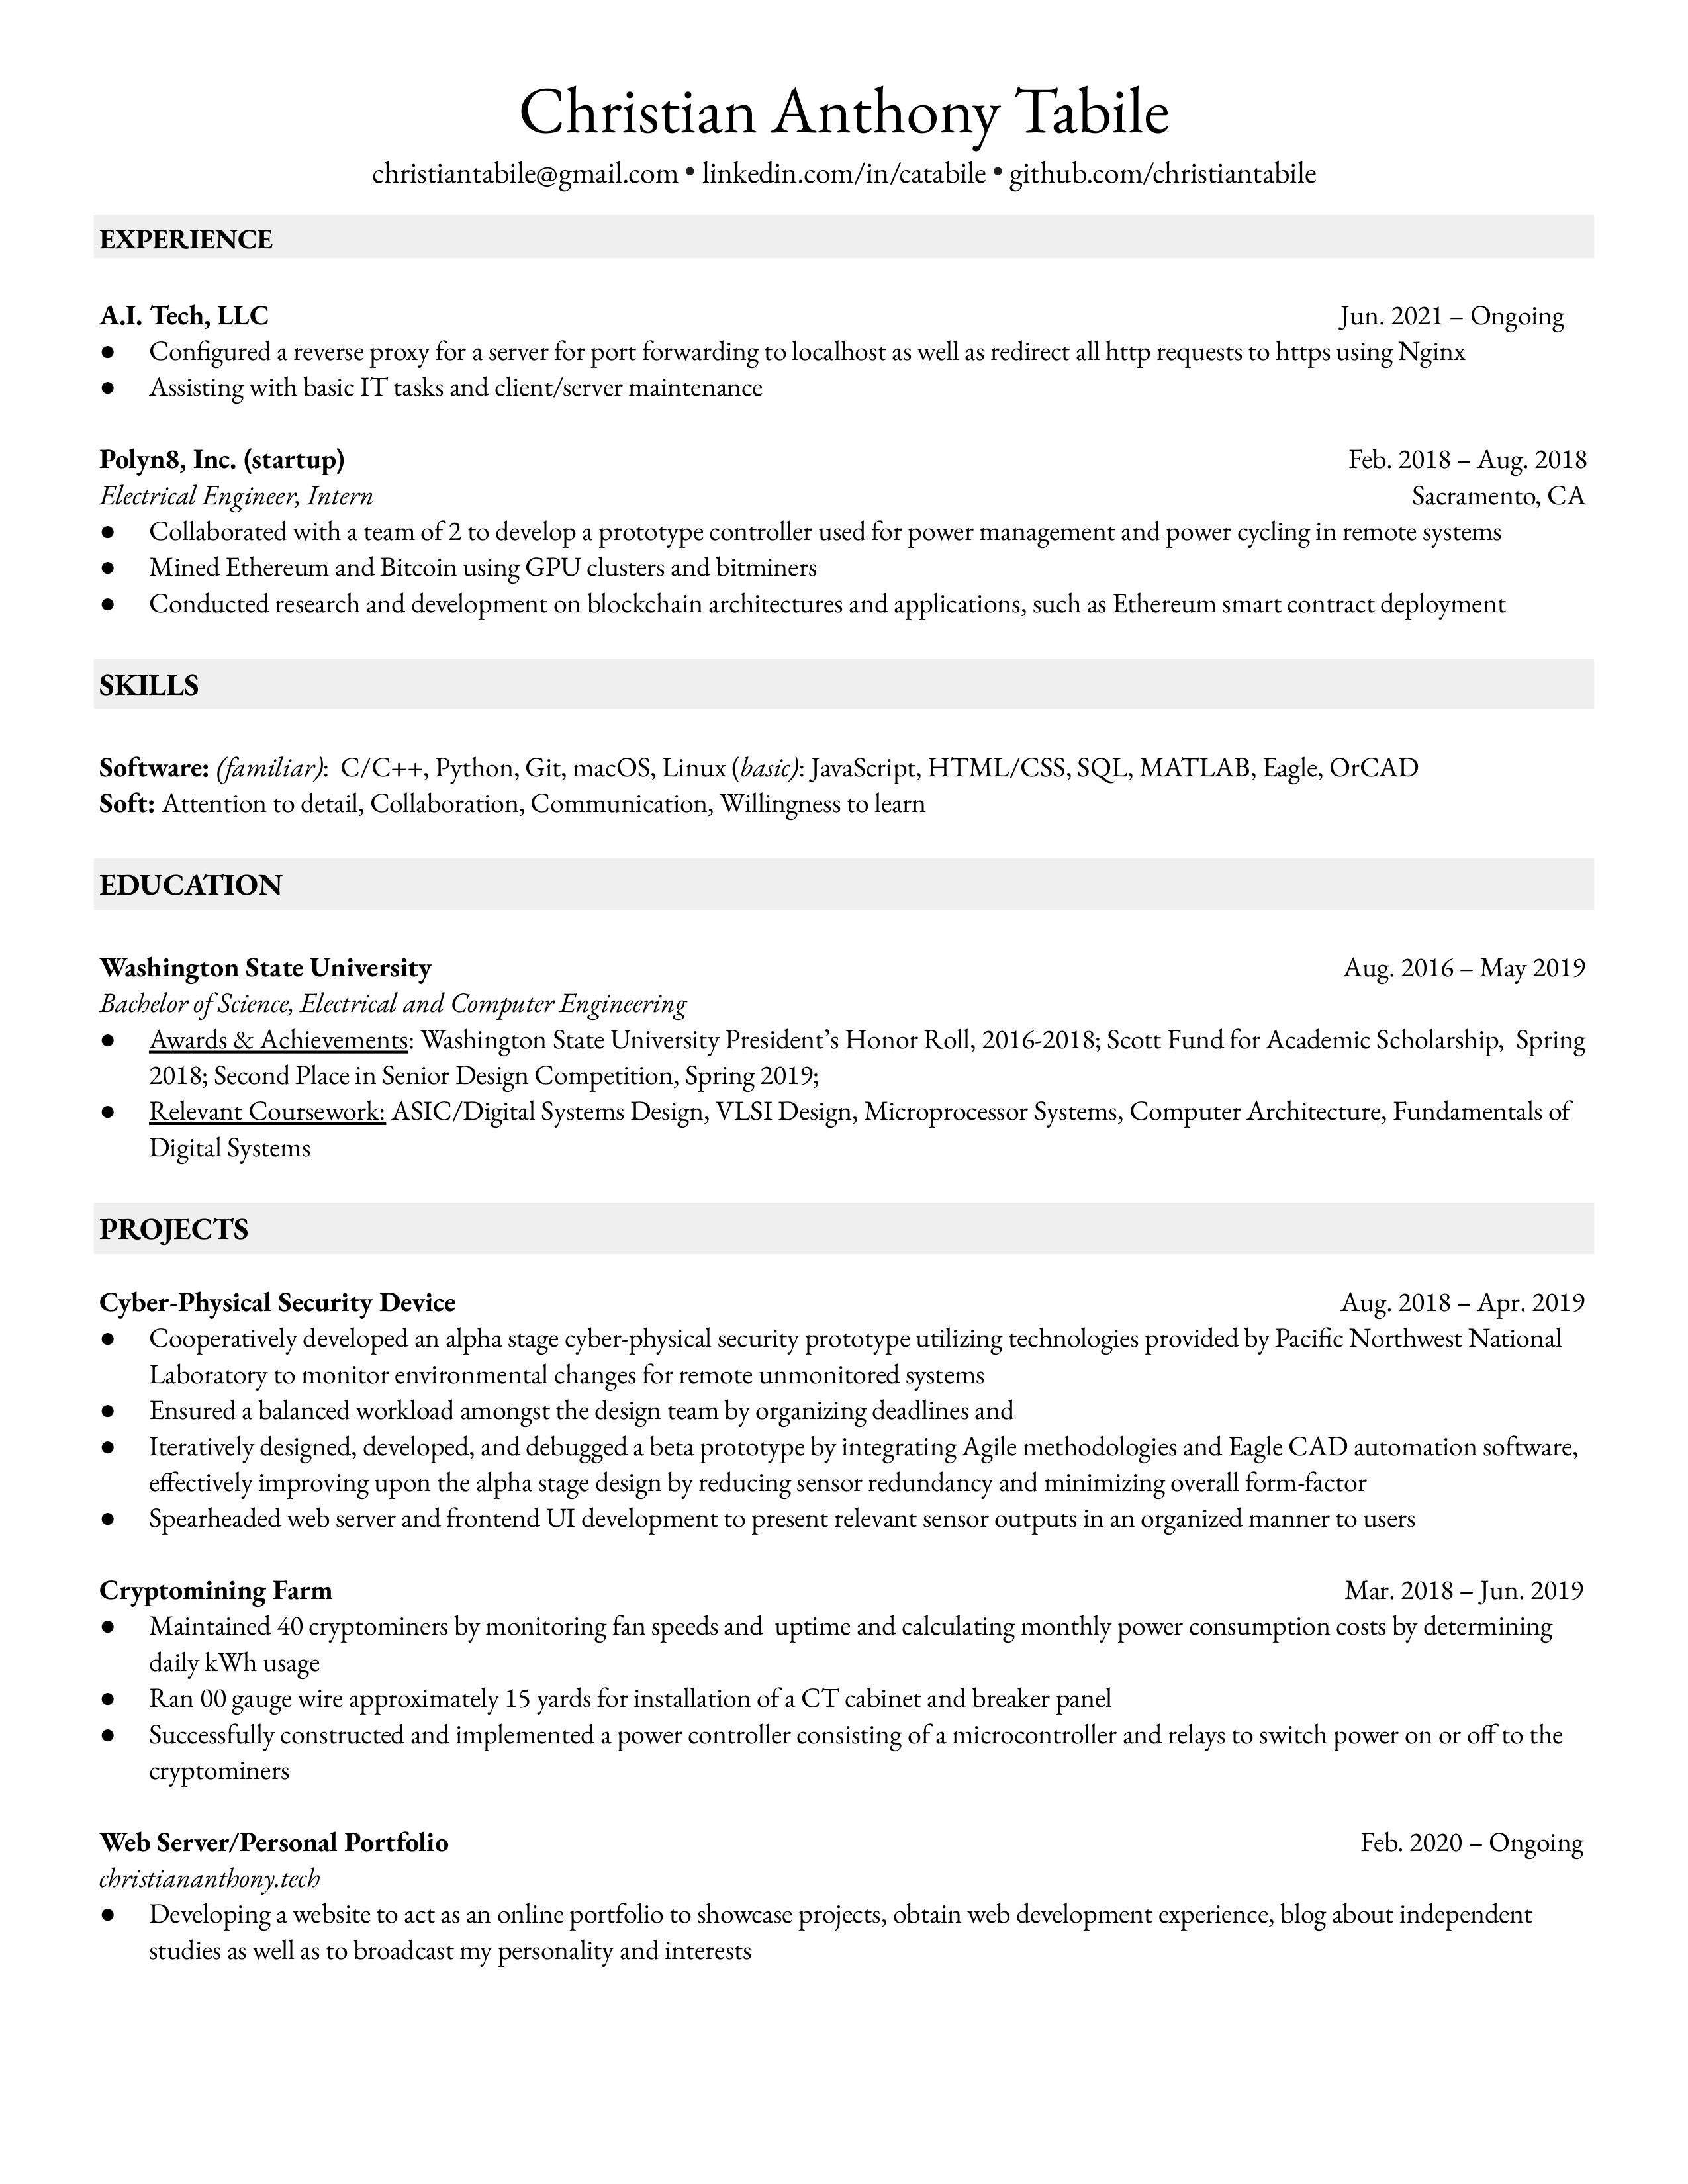 Christian Anthony Tabile
christiantabile@gmail.com • linkedin.com/in/catabile • github.com/christiantabile
EXPERIENCE
A.I. Tech, LLC Jun. 2021 – Ongoing
● Configured a reverse proxy for a server for port forwarding to localhost as well as redirect all http requests to https using Nginx
● Assisting with basic IT tasks and client/server maintenance
Polyn8, Inc. (startup) Feb. 2018 – Aug. 2018
Electrical Engineer, Intern Sacramento, CA
● Collaborated with a team of 2 to develop a prototype controller used for power management and power cycling in remote systems
● Mined Ethereum and Bitcoin using GPU clusters and bitminers
● Conducted research and development on blockchain architectures and applications, such as Ethereum smart contract deployment
SKILLS
Software: (familiar): C/C++, Python, Git, macOS, Linux (basic): JavaScript, HTML/CSS, SQL, MATLAB, Eagle, OrCAD
Soft: Attention to detail, Collaboration, Communication, Willingness to learn
EDUCATION
Washington State University Aug. 2016 – May 2019
Bachelor of Science, Electrical and Computer Engineering
● Awards & Achievements: Washington State University President’s Honor Roll, 2016-2018; Scott Fund for Academic Scholarship, Spring
2018; Second Place in Senior Design Competition, Spring 2019;
● Relevant Coursework: ASIC/Digital Systems Design, VLSI Design, Microprocessor Systems, Computer Architecture, Fundamentals of
Digital Systems
PROJECTS
Cyber-Physical Security Device Aug. 2018 – Apr. 2019
● Cooperatively developed an alpha stage cyber-physical security prototype utilizing technologies provided by Pacific Northwest National
Laboratory to monitor environmental changes for remote unmonitored systems
● Ensured a balanced workload amongst the design team by organizing deadlines and
● Iteratively designed, developed, and debugged a beta prototype by integrating Agile methodologies and Eagle CAD automation software,
effectively improving upon the alpha stage design by reducing sensor redundancy and minimizing overall form-factor
● Spearheaded web server and frontend UI development to present relevant sensor outputs in an organized manner to users
Cryptomining Farm Mar. 2018 – Jun. 2019
● Maintained 40 cryptominers by monitoring fan speeds and uptime and calculating monthly power consumption costs by determining
daily kWh usage
● Ran 00 gauge wire approximately 15 yards for installation of a CT cabinet and breaker panel
● Successfully constructed and implemented a power controller consisting of a microcontroller and relays to switch power on or off to the
cryptominers
Web Server/Personal Portfolio Feb. 2020 – Ongoing
christiananthony.tech
● Developing a website to act as an online portfolio to showcase projects, obtain web development experience, blog about independent
studies as well as to broadcast my personality and interests